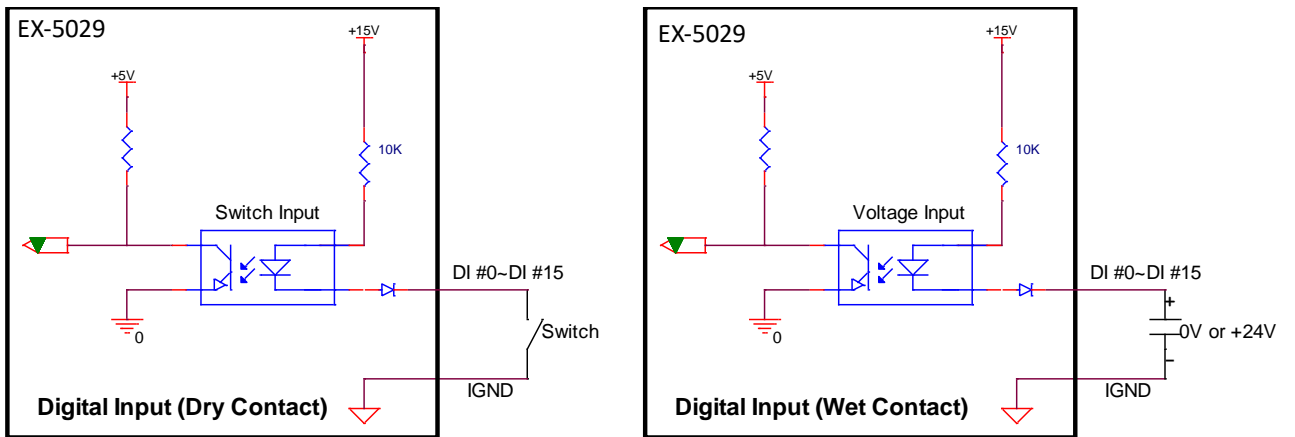 EX-5029
+15V
+5V
10K
Switch Input
DI #0~DI #15
Switch
0
IGND
Digital Input (Dry Contact)
EX-5029
+15V
+5V
10K
Voltage Input
DI #0~DI #15
+
0V or +24V
-
0
IGND
Digital Input (Wet Contact)